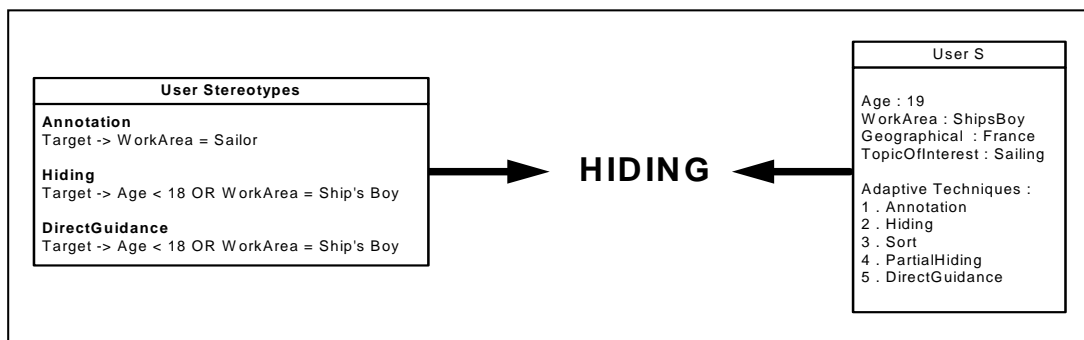 User Stereotypes
Annotation
Target -> WorkArea = Sailor
Hiding
Target -> Age < 18 OR WorkArea = Ship's Boy
DirectGuidance
Target -> Age < 18 OR WorkArea = Ship's Boy
HIDING
User S
Age : 19
WorkArea : ShipsBoy
Geographical : France
TopicOfInterest : Sailing
Adaptive Techniques :
1 . Annotation
2 . Hiding
3 . Sort
4 . PartialHiding
5 . DirectGuidance